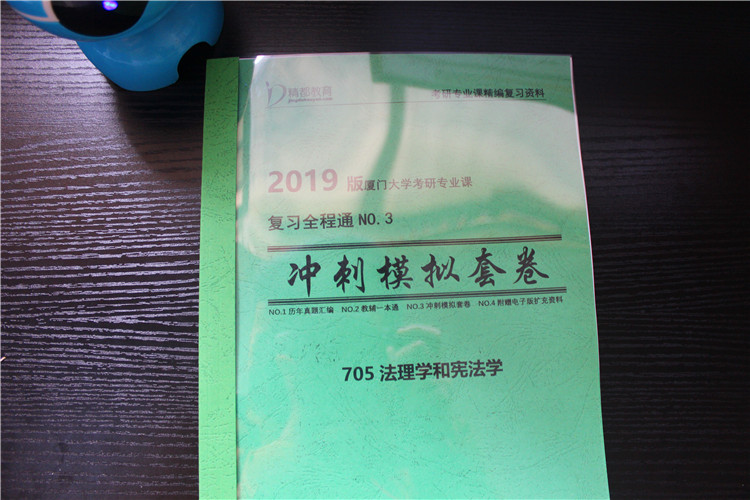 精都教育
考研专业课精编复习资料
2019 版厦门大学考研专业课
复习全程通 NO.3
冲刺模拟套卷
NO.1 历年真题汇编 NO.2 教辅一本通 NO.3 冲刺模拟套卷 NO.4 附赠电子版扩充资料
705 法理学和宪法学